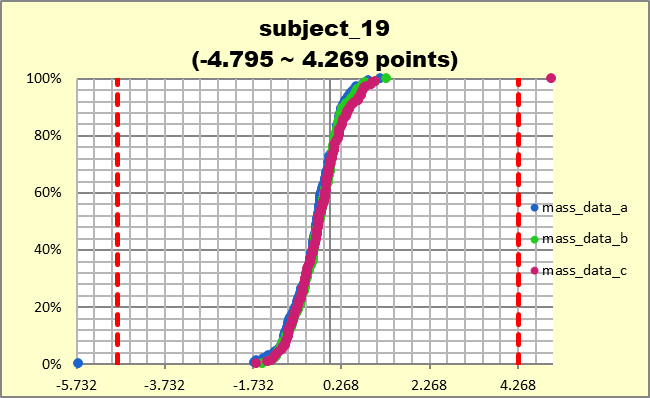 subject_19
(-4.795 ~ 4.269 points)
100%
80%
60%
40%
20%
0%
mass_data_a
mass_data_b
mass_data_c
-5.732
-3.732
-1.732
0.268
2.268
4.268